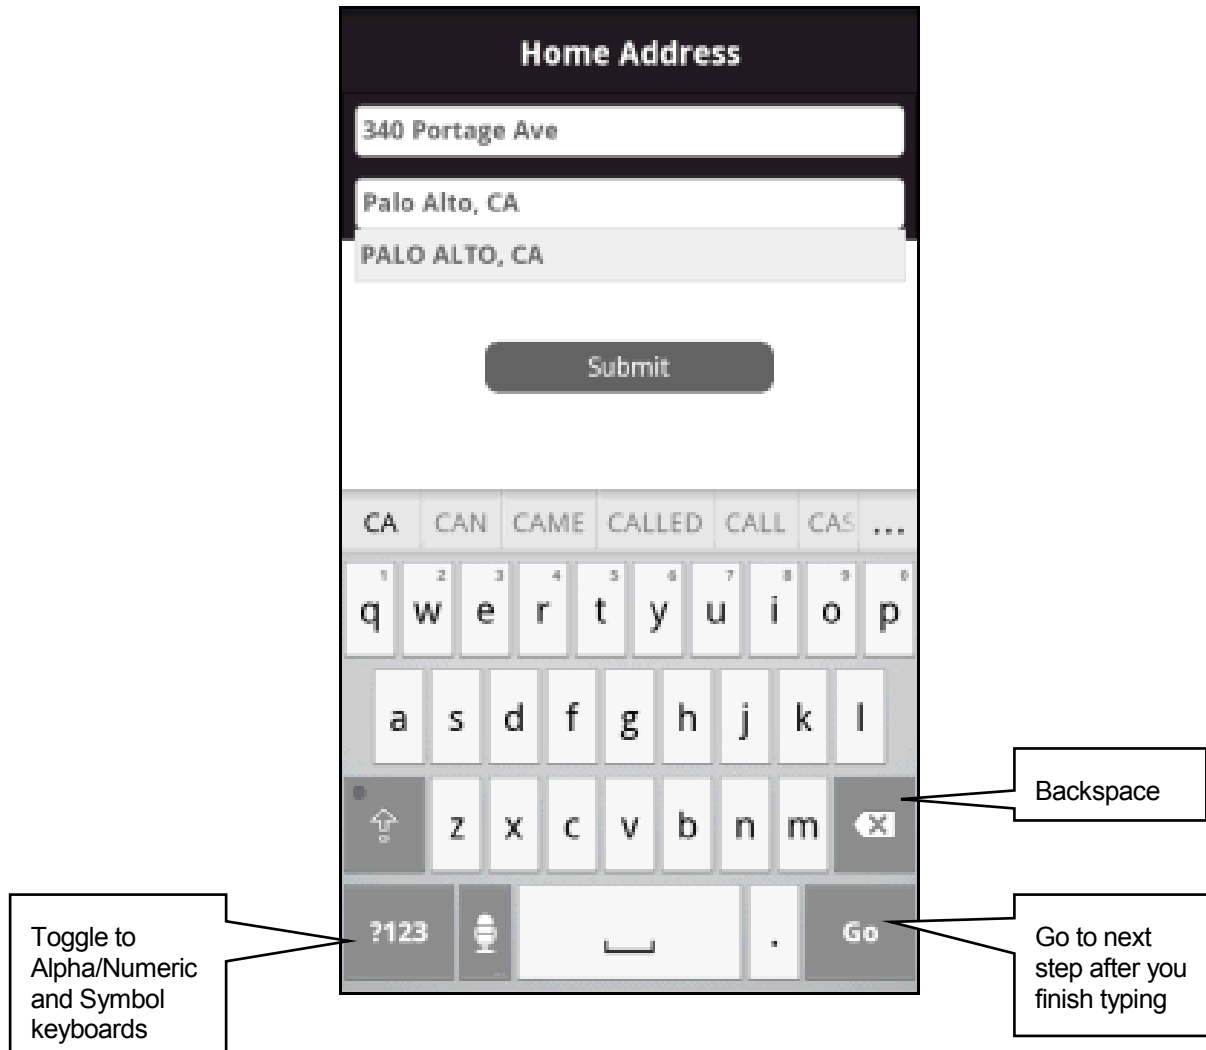 Home Address
340 Portage Ave
Palo Alto, CA
PALO ALTO, CA
Submit
CA CAN CAME CALLED CALL CAS ...
1 2 3 4 5 6 7 8 9 0
q w e r t y u i o p
a s d f g h j k l
z x c v b n m
Backspace
?123 . Go
Toggle to
Alpha/Numeric
and Symbol
keyboards
Go to next
step after you
finish typing